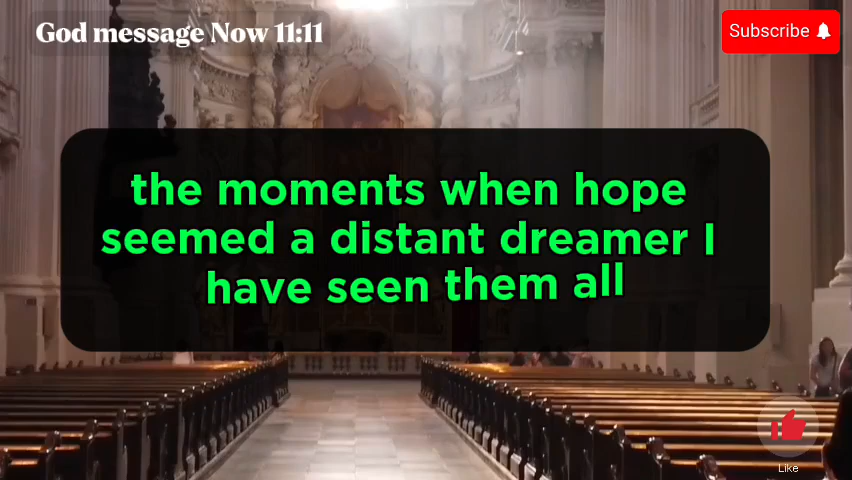 God message Now 11:11
Subscribe
the moments when hope
seemed a distant dreamer I
have seen them all
Like